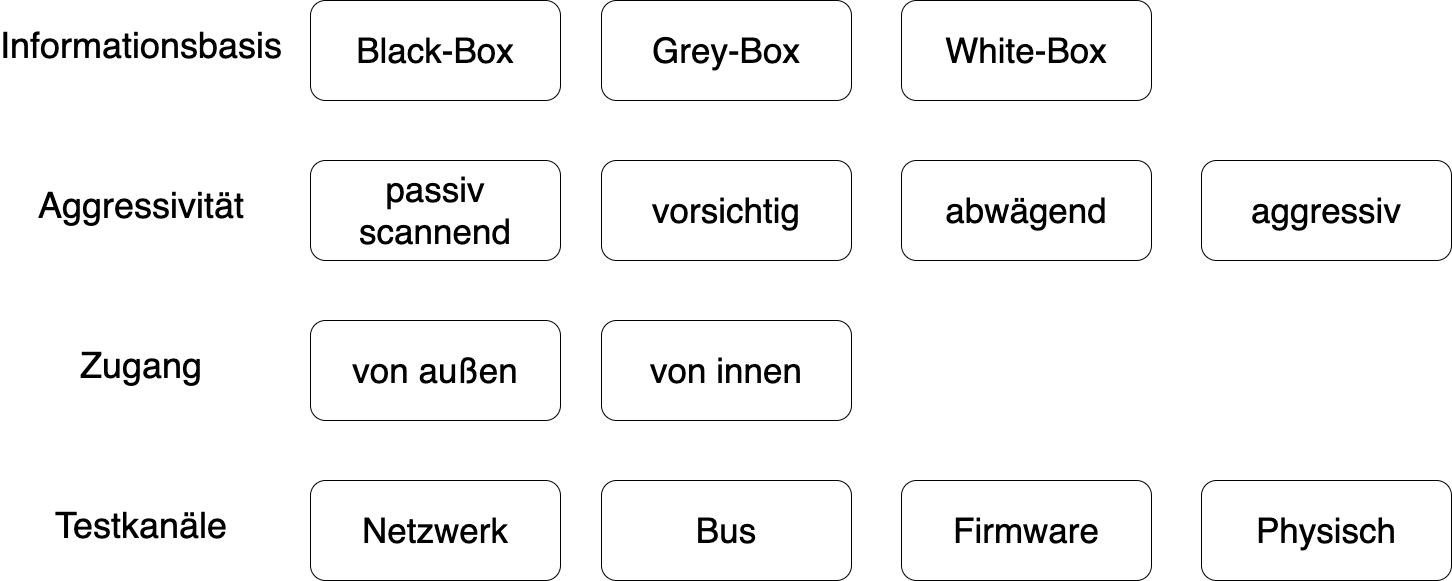 Informationsbasis
Black-Box
Grey-Box
White-Box
Aggressivität
passiv
scannend
vorsichtig
abwägend
aggressiv
Zugang
von außen
von innen
Testkanäle
Netzwerk
Bus
Firmware
Physisch